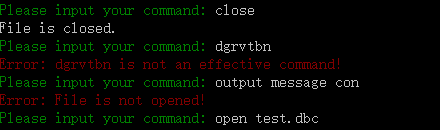 Please input your command: close
File is closed.
Please input your command: dgrvtbn
Error: dgrvtbn is not an effective command!
Please input your command: output message con
Error: File is not opened!
Please input your command: open test.dbc